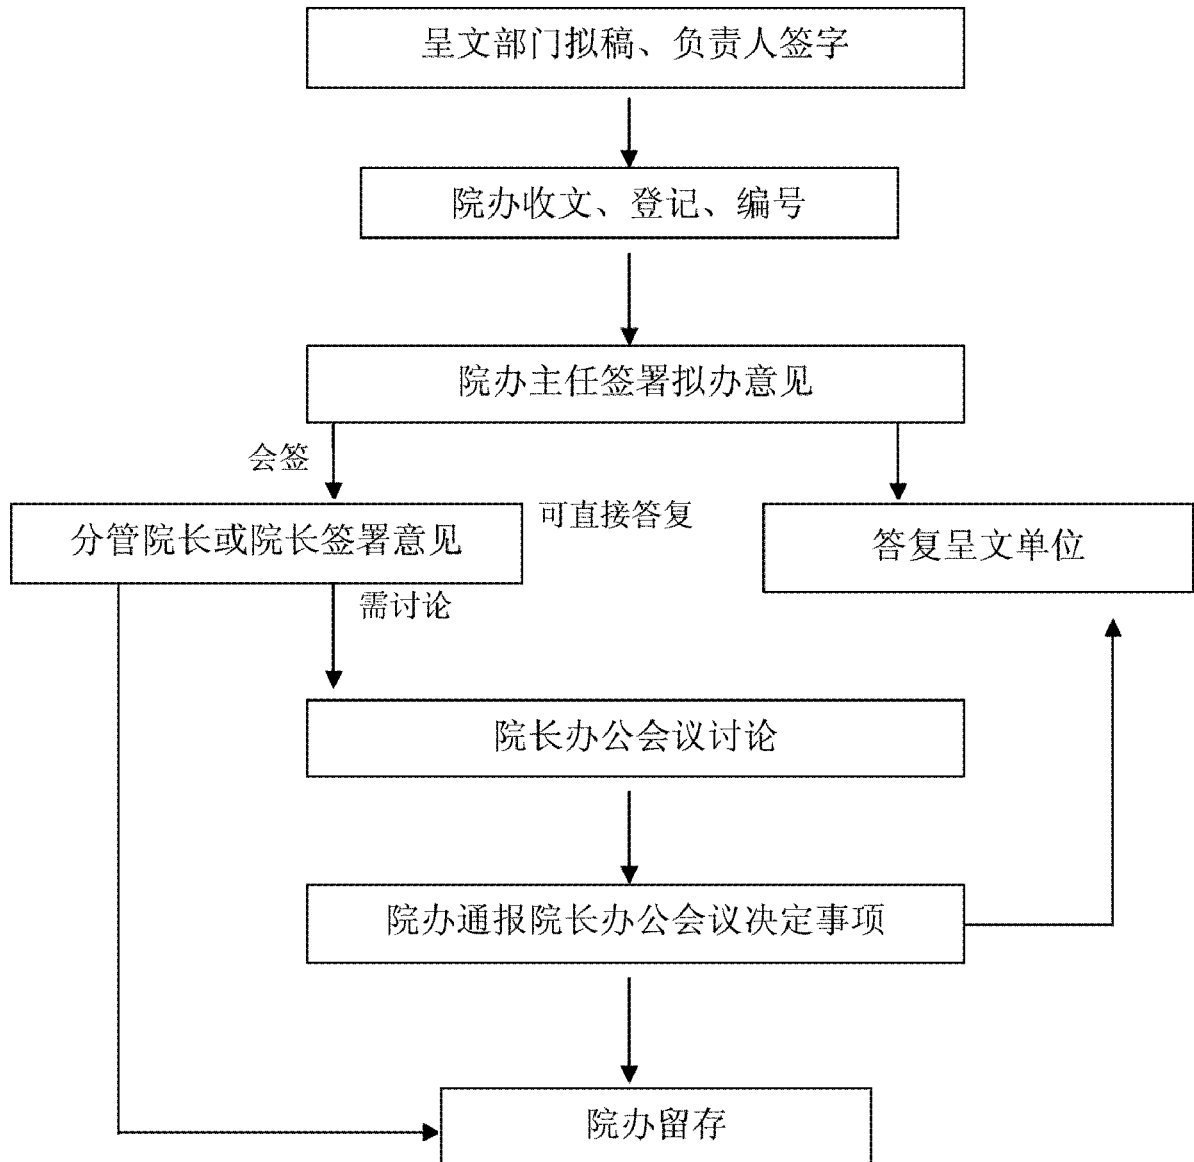 呈文部门拟稿、负责人签字
院办收文、登记、编号
院办主任签署拟办意见
会签
分管院长或院长签署意见
可直接答复
答复呈文单位
需讨论
院长办公会议讨论
院办通报院长办公会议决定事项
院办留存